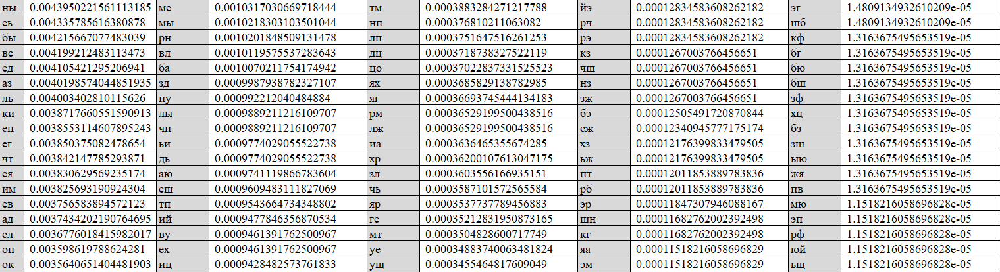 ны 0.0043950221561113185 мс 0.0010317030669718444 тм 0.0003883284271217788 йэ 0.00012834583608262182 эг 1.4809134932610209e-05
сь 0.004335785616380878 мы 0.0010218303103501044 нп 0.000376810211063082 рч 0.00012834583608262182 шб 1.4809134932610209e-05
бы 0.004215667077483039 рн 0.0010201848509131478 лп 0.0003751647516261253 рэ 0.00012834583608262182 кф 1.3163675495653519e-05
вс 0.004199212483113473 вл 0.0010119575537283643 дц 0.0003718738327522119 кз 0.0001267003766456651 бг 1.3163675495653519e-05
ед 0.004105421295206941 ба 0.0010070211754174942 цо 0.00037022837331525523 чш 0.0001267003766456651 бю 1.3163675495653519e-05
аз 0.00401985740448519​35 зд 0.0009987938782327107 ях 0.0003685829138782985 нз 0.0001267003766456651 бш 1.3163675495653519e-05
ль 0.004003402810115626 пу 0.000992212040484884 яг 0.00036693745444134183 зж 0.0001267003766456651 зф 1.3163675495653519e-05
ки 0.0038717660551590913 лы 0.0009889211216109707 рм 0.00036529199500438516 бэ 0.00012505491720870844 хц 1.3163675495653519e-05
еп 0.0038553114607895243 чн 0.0009889211216109707 лж 0.00036529199500438516 сж 0.00012340945777175174 бз 1.3163675495653519e-05
ег 0.003850375082478654 ьи 0.0009774029055522738 иа 0.0003636465355674285 хз 0.00012176399833479505 зш 1.3163675495653519e-05
чт 0.003842147785293871 дь 0.0009774029055522738 хр 0.00036200107613047175 ьж 0.00012176399833479505 ыю 1.3163675495653519e-05
ся 0.003830629569235174 аю 0.0009741119866783604 зл 0.0003603556166935151 пт 0.00012011853889783836 жя 1.3163675495653519e-05
им 0.003825693190924304 еш 0.0009609483111827069 чь 0.0003587101572565584 рб 0.00012011853889783836 пв 1.3163675495653519e-05
ев 0.003756583894572123 тп 0.0009543664734348802 яр 0.0003537737789456883 эр 0.00011847307946088167 мю 1.1518216058696828e-05
ад 0.0037434202190764695 ий 0.0009477846356870534 ге 0.00035212831950873165 щн 0.00011682762002392498 эп 1.1518216058696828e-05
сл 0.0036776018415982017 ву 0.0009461391762500967 мт 0.0003504828600717749 кг 0.00011682762002392498 рф 1.1518216058696828e-05
оп 0.003598619788624281 ех 0.0009461391762500967 уе 0.00034883740063481824 яа 0.00011518216058696829 юй 1.1518216058696828e-05
ок 0.0035640651404481903 иц 0.0009428482573761833 ущ 0.0003455464817609049 эм 0.00011518216058696829 ьщ 1.1518216058696828e-05